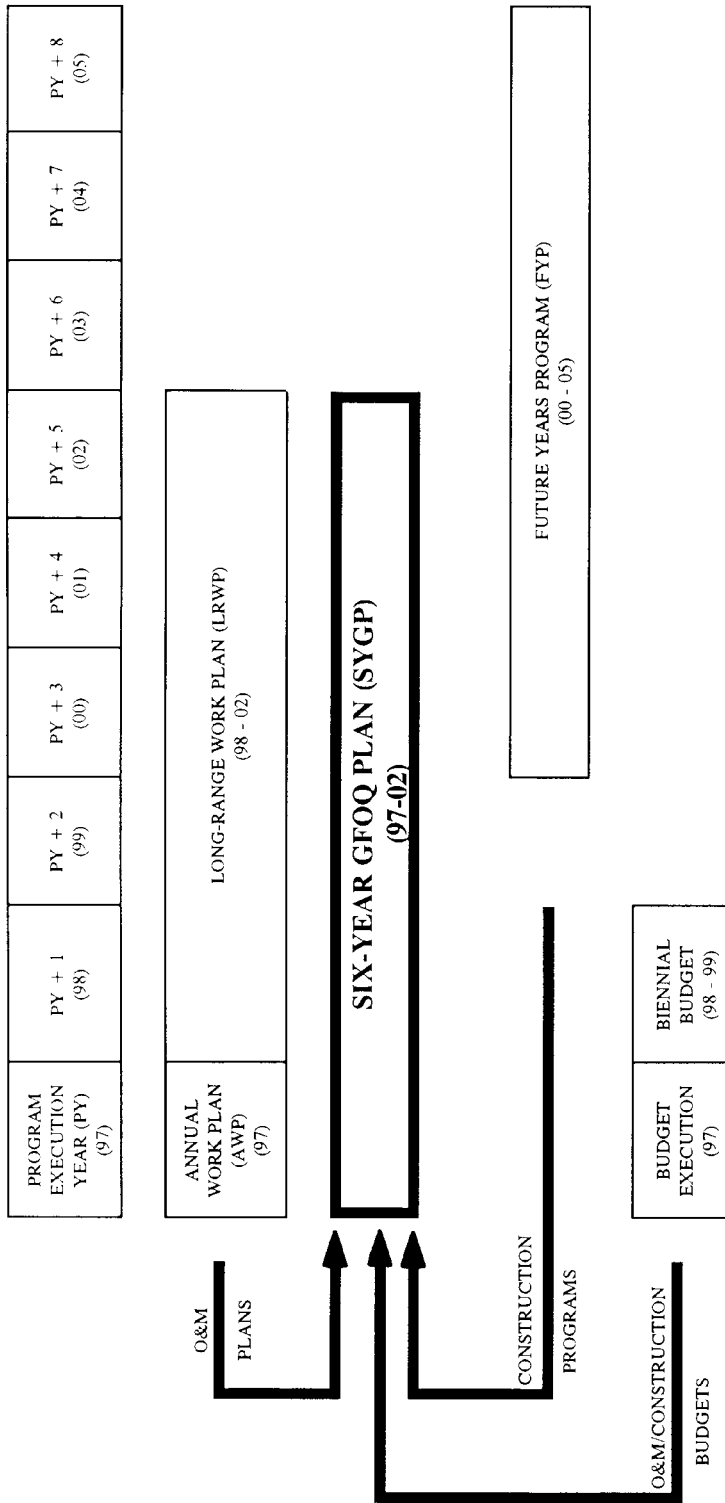 PROGRAM
EXECUTION
YEAR (PY)
(97)
PY + 1
(98)
PY + 2
(99)
PY + 3
(00)
PY + 4
(01)
PY + 5
(02)
PY + 6
(03)
PY + 7
(04)
PY + 8
(05)
O&M
PLANS
ANNUAL
WORK PLAN
(AWP)
(97)
LONG-RANGE WORK PLAN (LRWP)
(98 - 02)
SIX-YEAR GFOQ PLAN (SYGP)
(97-02)
CONSTRUCTION
PROGRAMS
FUTURE YEARS PROGRAM (FYP)
(00 - 05)
O&M/CONSTRUCTION
BUDGETS
BUDGET
EXECUTION
(97)
BIENNIAL
BUDGET
(98 - 99)